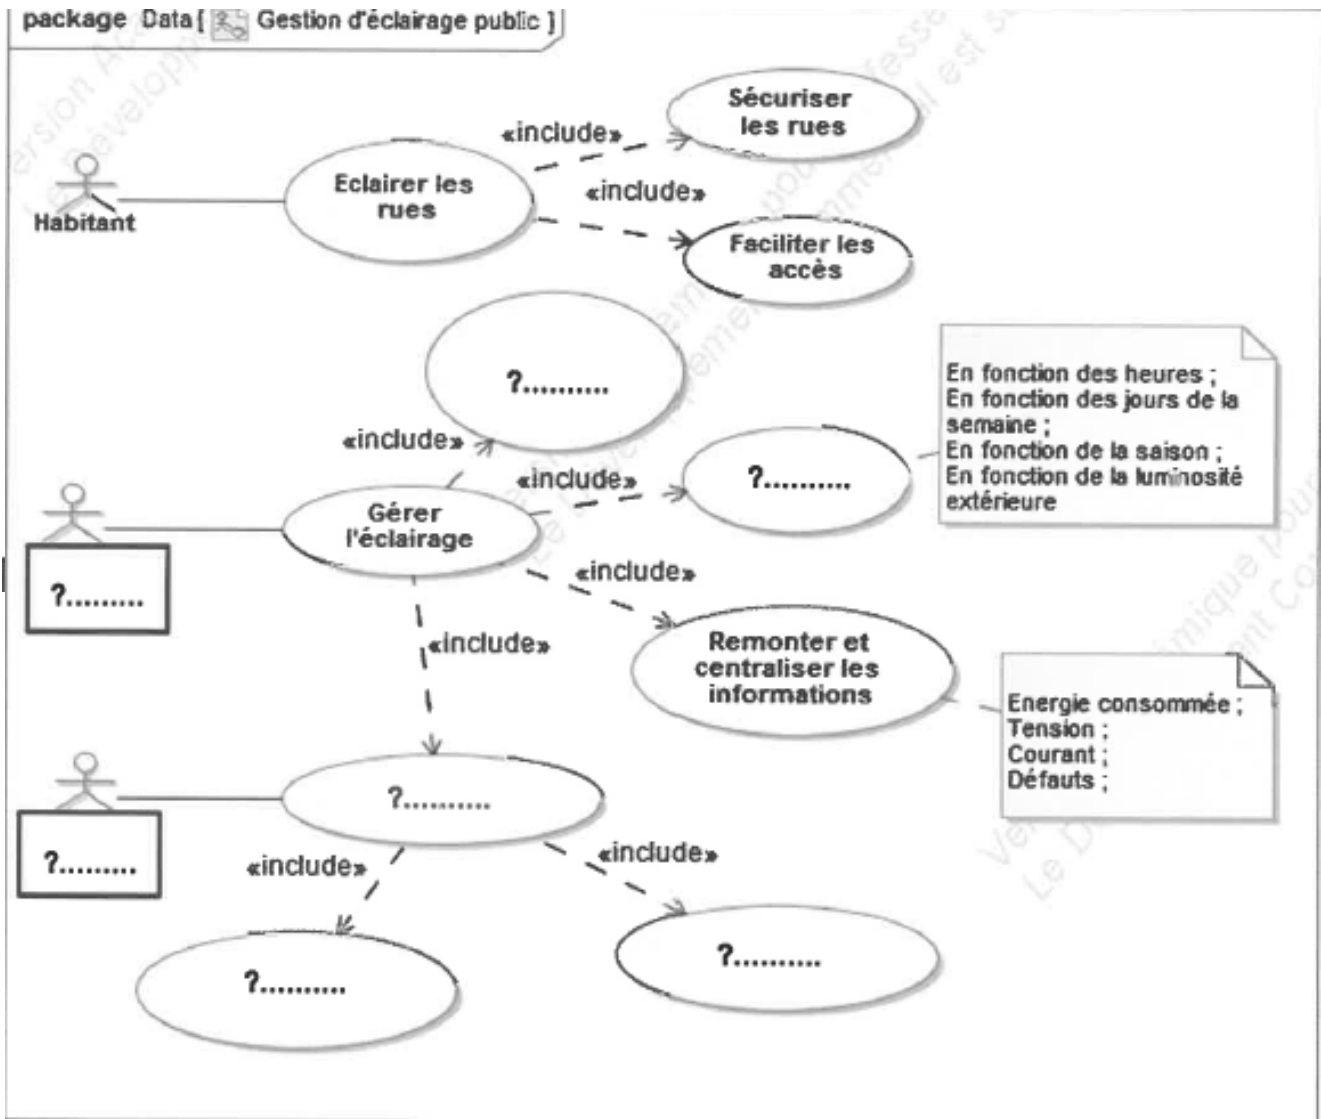 package Data [ Gestion d'éclairage public ]
Sécuriser
les rues
«include»
Eclairer les
rues
«include»
Habitant
Faciliter les
accès
?..........
En fonction des heures ;
En fonction des jours de la
semaine ;
En fonction de la saison ;
En fonction de la luminosité
extérieure
«include»
«include»
?..........
Gérer
l'éclairage
?.........
«include»
«include»
Remonter et
centraliser les
informations
Energie consommée ;
Tension ;
Courant ;
Défauts ;
?..........
?.........
«include»
«include»
?..........
?..........